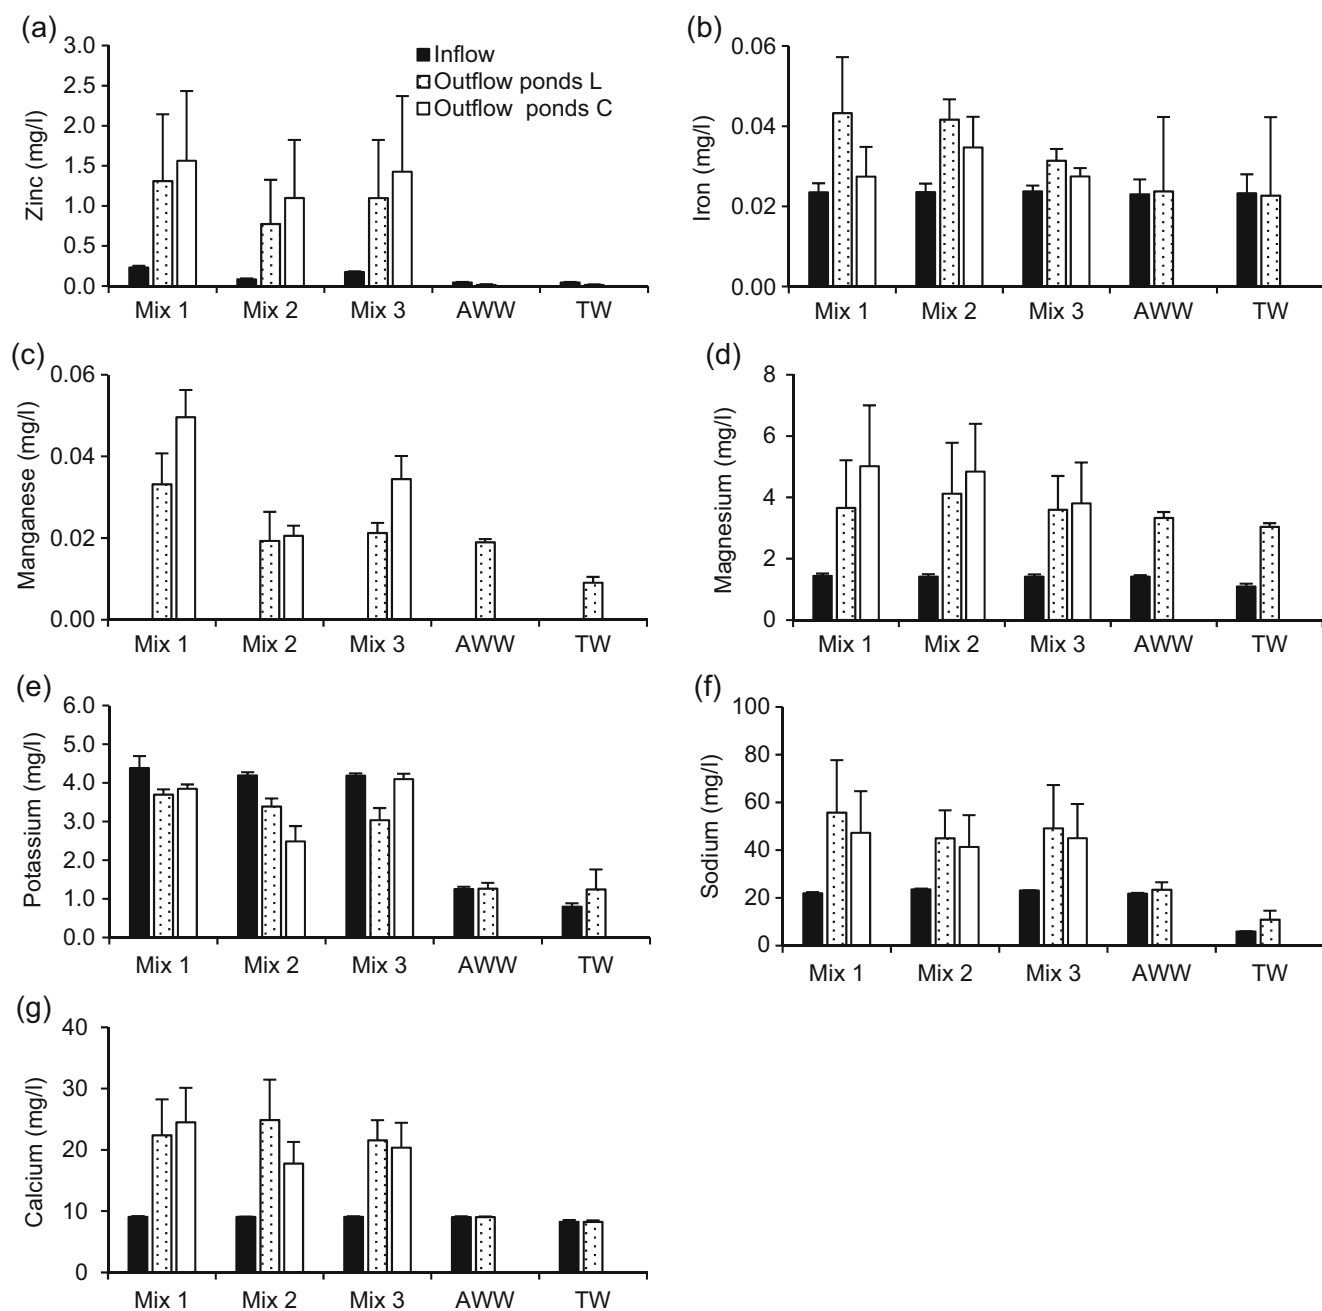 (a)
Zinc (mg/l)
3.0
2.5
2.0
1.5
1.0
0.5
0.0
Inflow
Outflow ponds L
Outflow ponds C
Mix 1 Mix 2 Mix 3 AWW TW
(b)
Iron (mg/l)
0.06
0.04
0.02
0.00
Mix 1 Mix 2 Mix 3 AWW TW
(c)
Manganese (mg/l)
0.06
0.04
0.02
0.00
Mix 1 Mix 2 Mix 3 AWW TW
(d)
Magnesium (mg/l)
8
6
4
2
0
Mix 1 Mix 2 Mix 3 AWW TW
(e)
Potassium (mg/l)
6.0
5.0
4.0
3.0
2.0
1.0
0.0
Mix 1 Mix 2 Mix 3 AWW TW
(f)
Sodium (mg/l)
100
80
60
40
20
0
Mix 1 Mix 2 Mix 3 AWW TW
(g)
Calcium (mg/l)
40
30
20
10
0
Mix 1 Mix 2 Mix 3 AWW TW